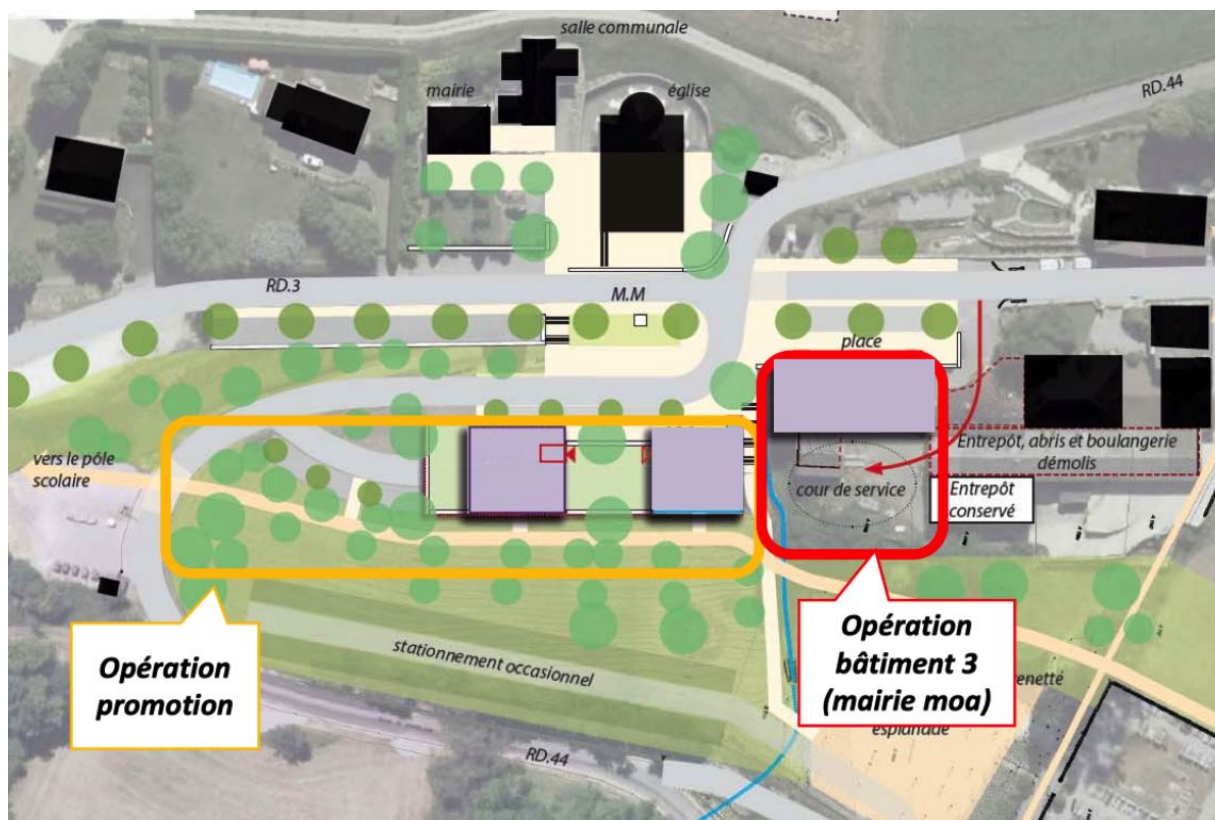 salle communale
mairie
église
RD.44
RD.3
M.M
place
vers le pôle
scolaire
Entrepôt, abris et boulangerie
démolis
cour de service
Entrepôt
conservé
Opération
promotion
Opération
bâtiment 3
(mairie moa)
stationnement occasionnel
enette
esplanade
RD.44